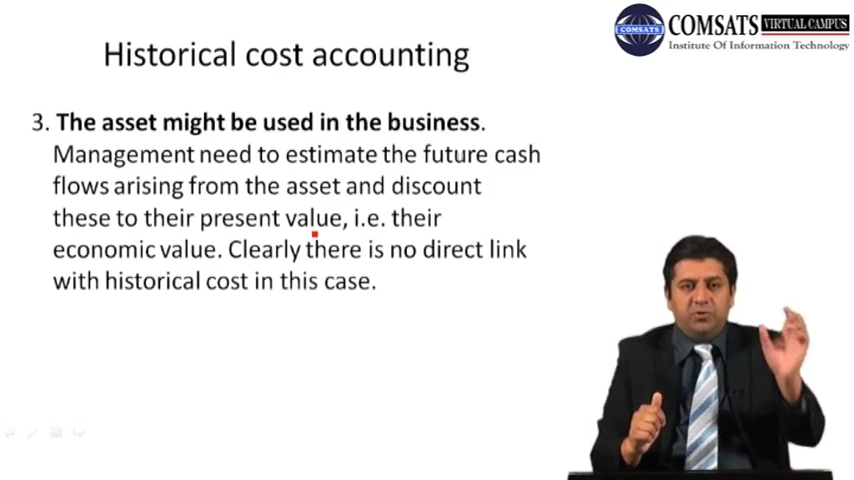 COMSATS VIRTUAL CAMPUS
COMSATS
Institute Of Information Technology
Historical cost accounting
3. The asset might be used in the business.
Management need to estimate the future cash
flows arising from the asset and discount
these to their present value, i.e. their
economic value. Clearly there is no direct link
with historical cost in this case.